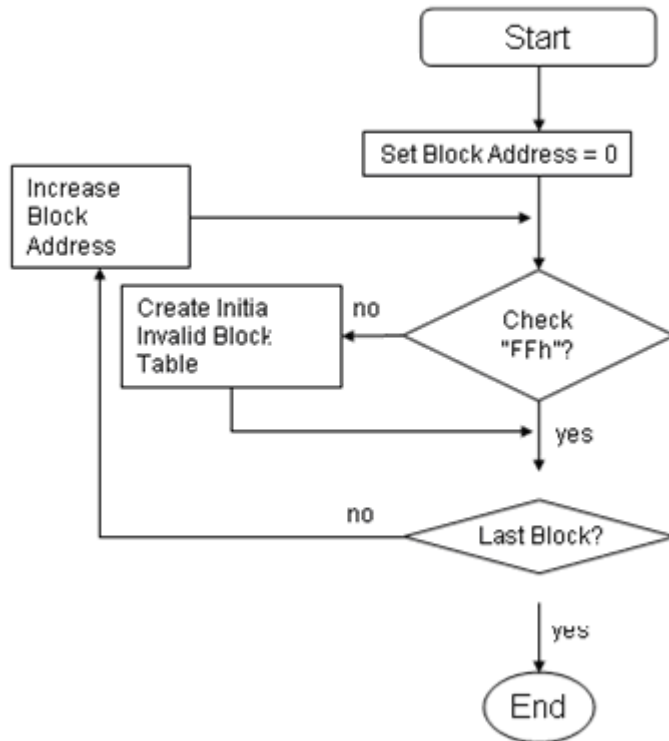 Start
Set Block Address = 0
Increase
Block
Address
Create Initia
Invalid Block
Table
no
Check
"FFh"?
yes
no
Last Block?
yes
End